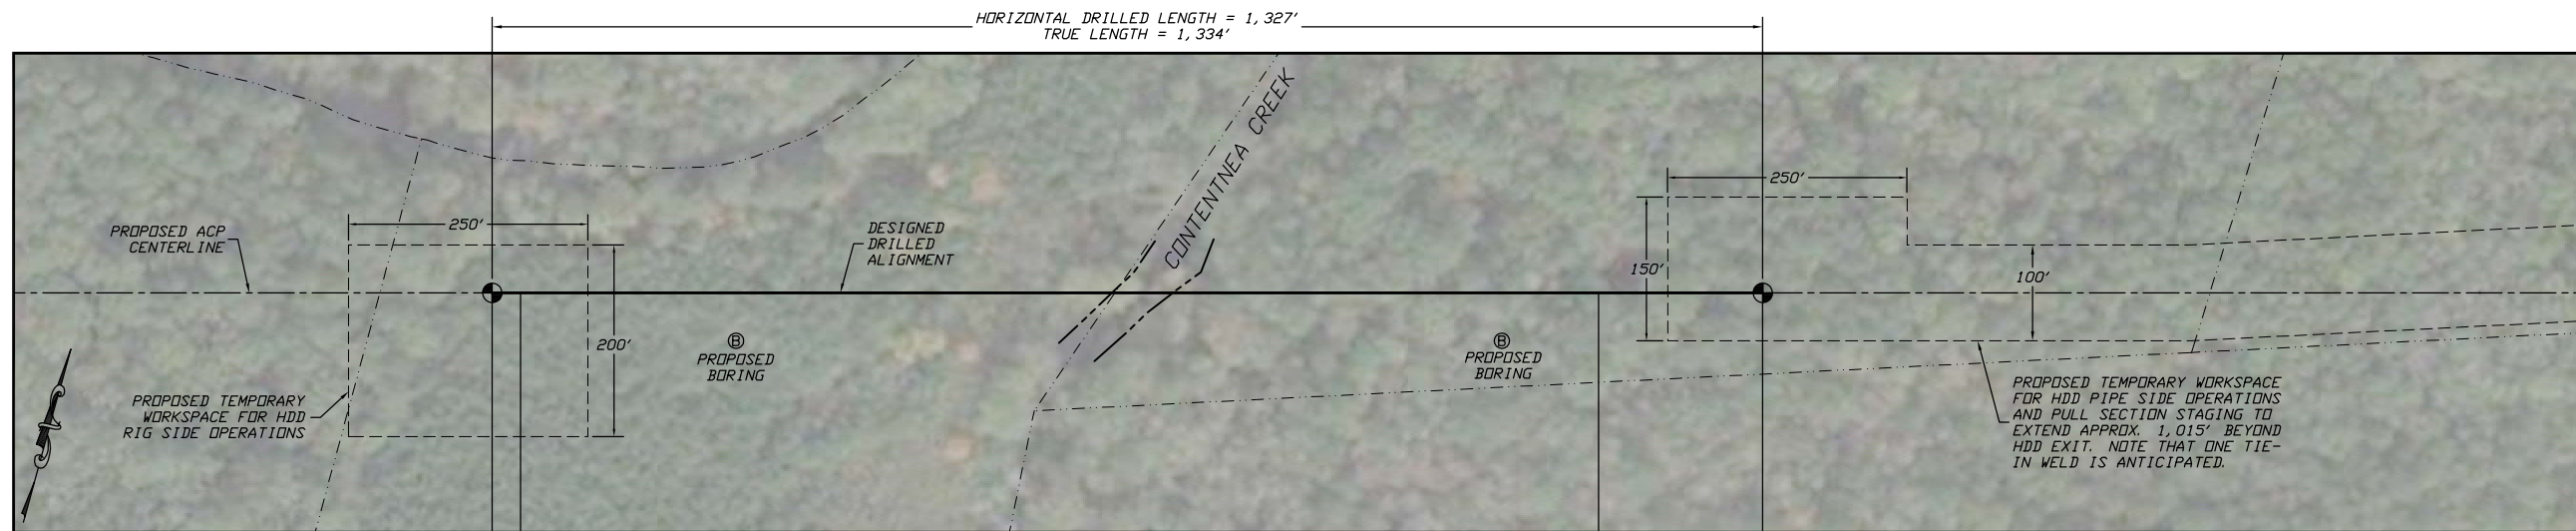 HORIZONTAL DRILLED LENGTH = 1,327'
TRUE LENGTH = 1,334'
PROPOSED ACP
CENTERLINE
250'
DESIGNED
DRILLED
ALIGNMENT
CONTENTNEA CREEK
250'
150'
100'
200'
Ⓑ
PROPOSED
BORING
Ⓑ
PROPOSED
BORING
PROPOSED TEMPORARY
WORKSPACE FOR HDD
RIG SIDE OPERATIONS
PROPOSED TEMPORARY WORKSPACE
FOR HDD PIPE SIDE OPERATIONS
AND PULL SECTION STAGING TO
EXTEND APPROX. 1,015' BEYOND
HDD EXIT. NOTE THAT ONE TIE-
IN WELD IS ANTICIPATED.